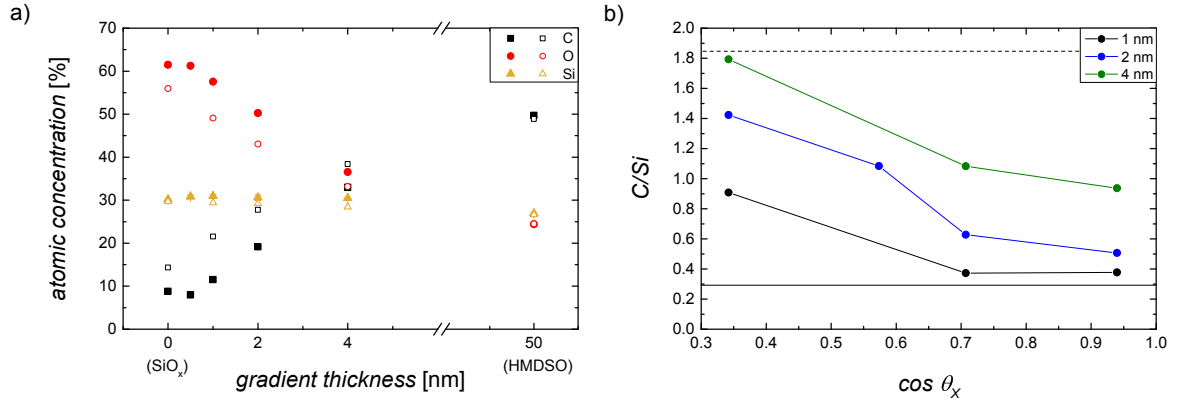 a)
70
60
50
40
30
20
10
0
atomic concentration [%]
C
O
Si
0 2 4 50
(SiOx) (HMDSO)
gradient thickness [nm]
b)
2.0
1.8
1.6
1.4
1.2
1.0
0.8
0.6
0.4
0.2
0.0
C/Si
1 nm
2 nm
4 nm
0.3 0.4 0.5 0.6 0.7 0.8 0.9 1.0
cos θX